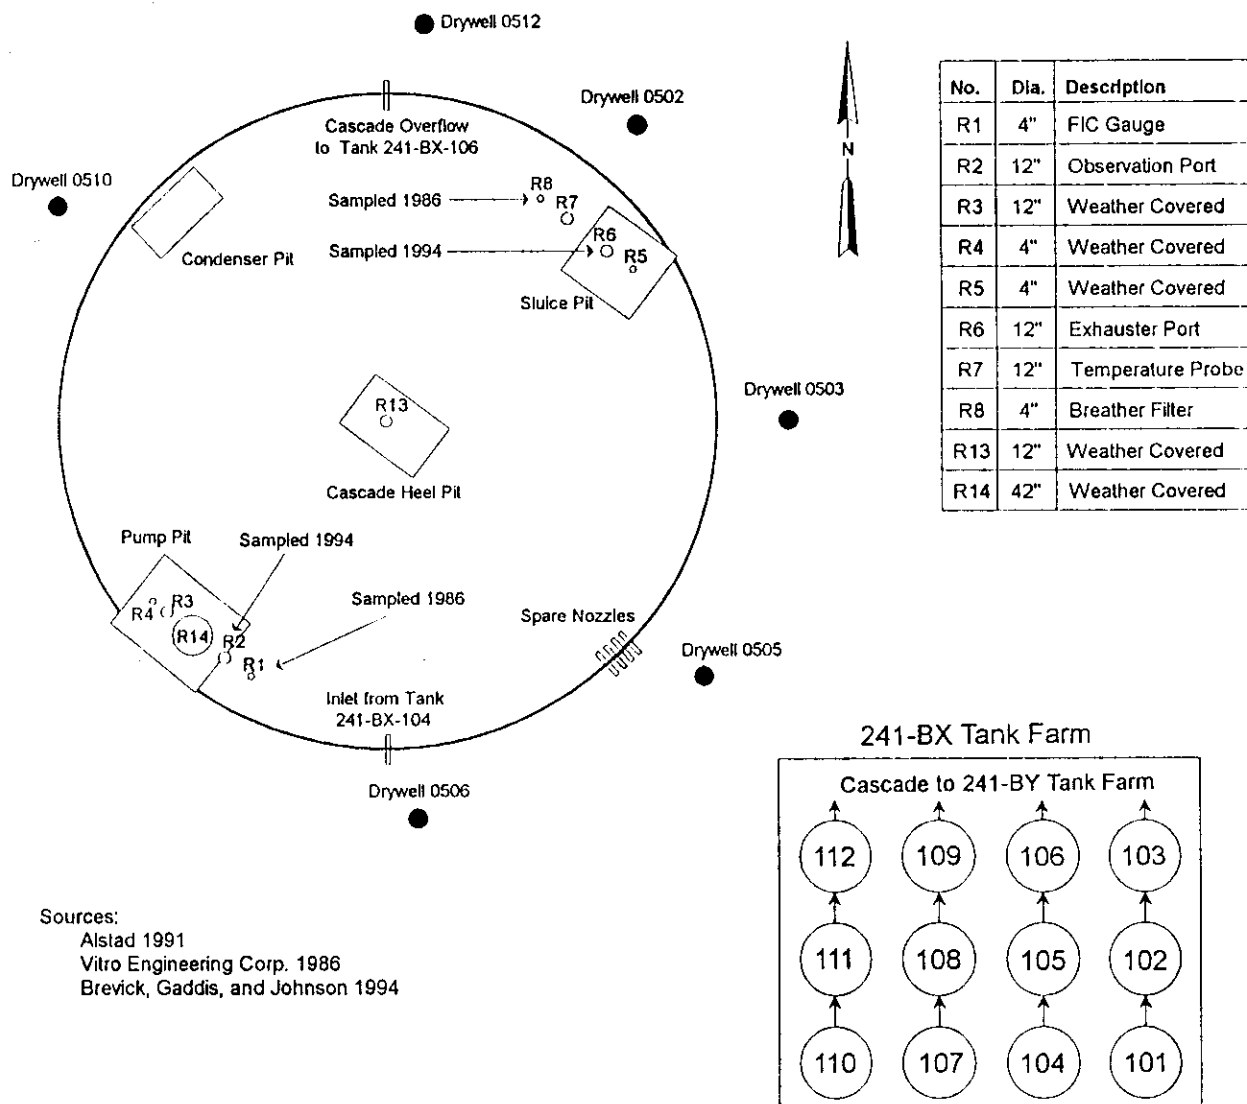 Drywell 0512
Drywell 0502
Drywell 0510
Cascade Overflow
to Tank 241-BX-106
Sampled 1986
R8
R7
Sampled 1994
R6
R5
Condenser Pit
Sluice Pit
N
No. Dia. Description
R1 4" FIC Gauge
R2 12" Observation Port
R3 12" Weather Covered
R4 4" Weather Covered
R5 4" Weather Covered
R6 12" Exhauster Port
R7 12" Temperature Probe
R8 4" Breather Filter
R13 12" Weather Covered
R14 42" Weather Covered
Drywell 0503
R13
Cascade Heel Pit
Pump Pit
Sampled 1994
Sampled 1986
R4
R3
R14
R2
R1
Spare Nozzles
Drywell 0505
Inlet from Tank
241-BX-104
Drywell 0506
241-BX Tank Farm
Cascade to 241-BY Tank Farm
112 109 106 103
111 108 105 102
110 107 104 101
Sources:
Alstad 1991
Vitro Engineering Corp. 1986
Brevick, Gaddis, and Johnson 1994